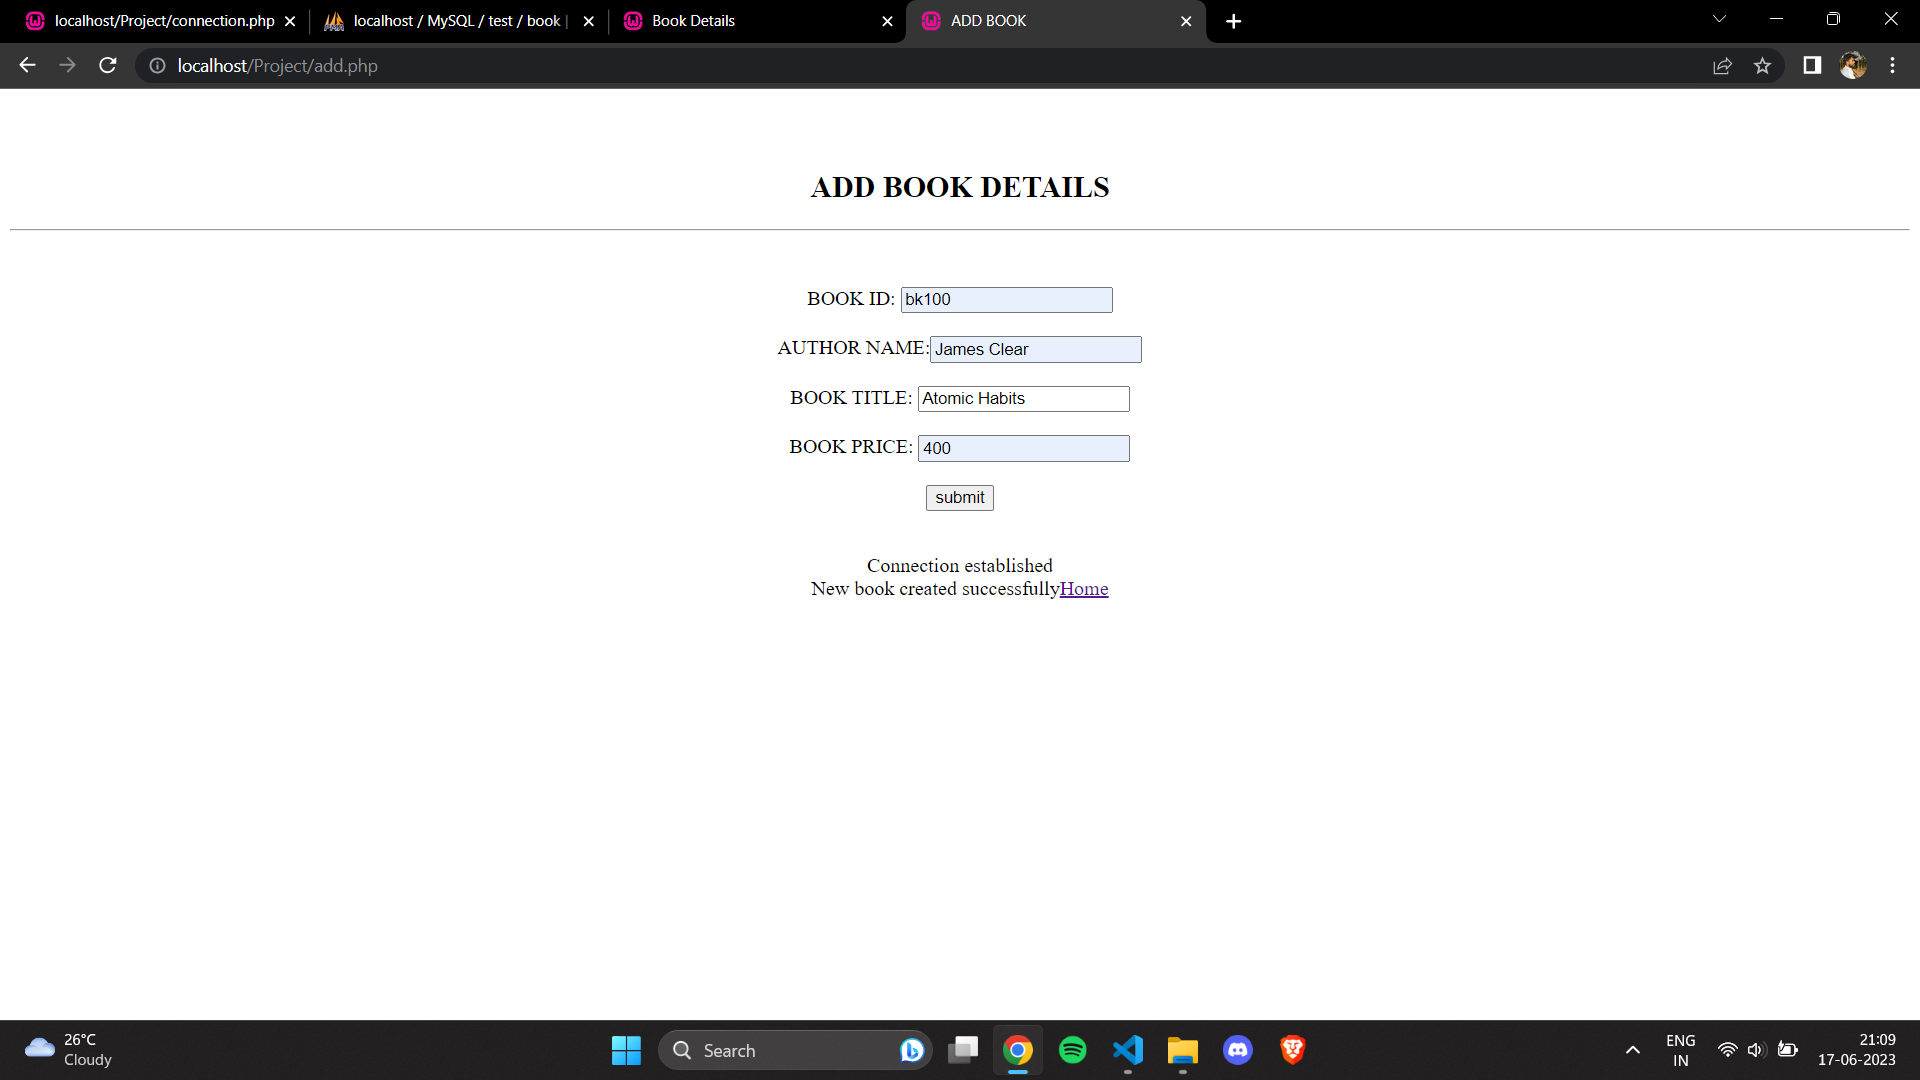 localhost/Project/connection.php
localhost / MySQL / test / book |
Book Details
ADD BOOK
localhost/Project/add.php
ADD BOOK DETAILS
BOOK ID: bk100
AUTHOR NAME: James Clear
BOOK TITLE: Atomic Habits
BOOK PRICE: 400
submit
Connection established
New book created successfullyHome
26°C
Cloudy
Search
ENG
IN
21:09
17-06-2023